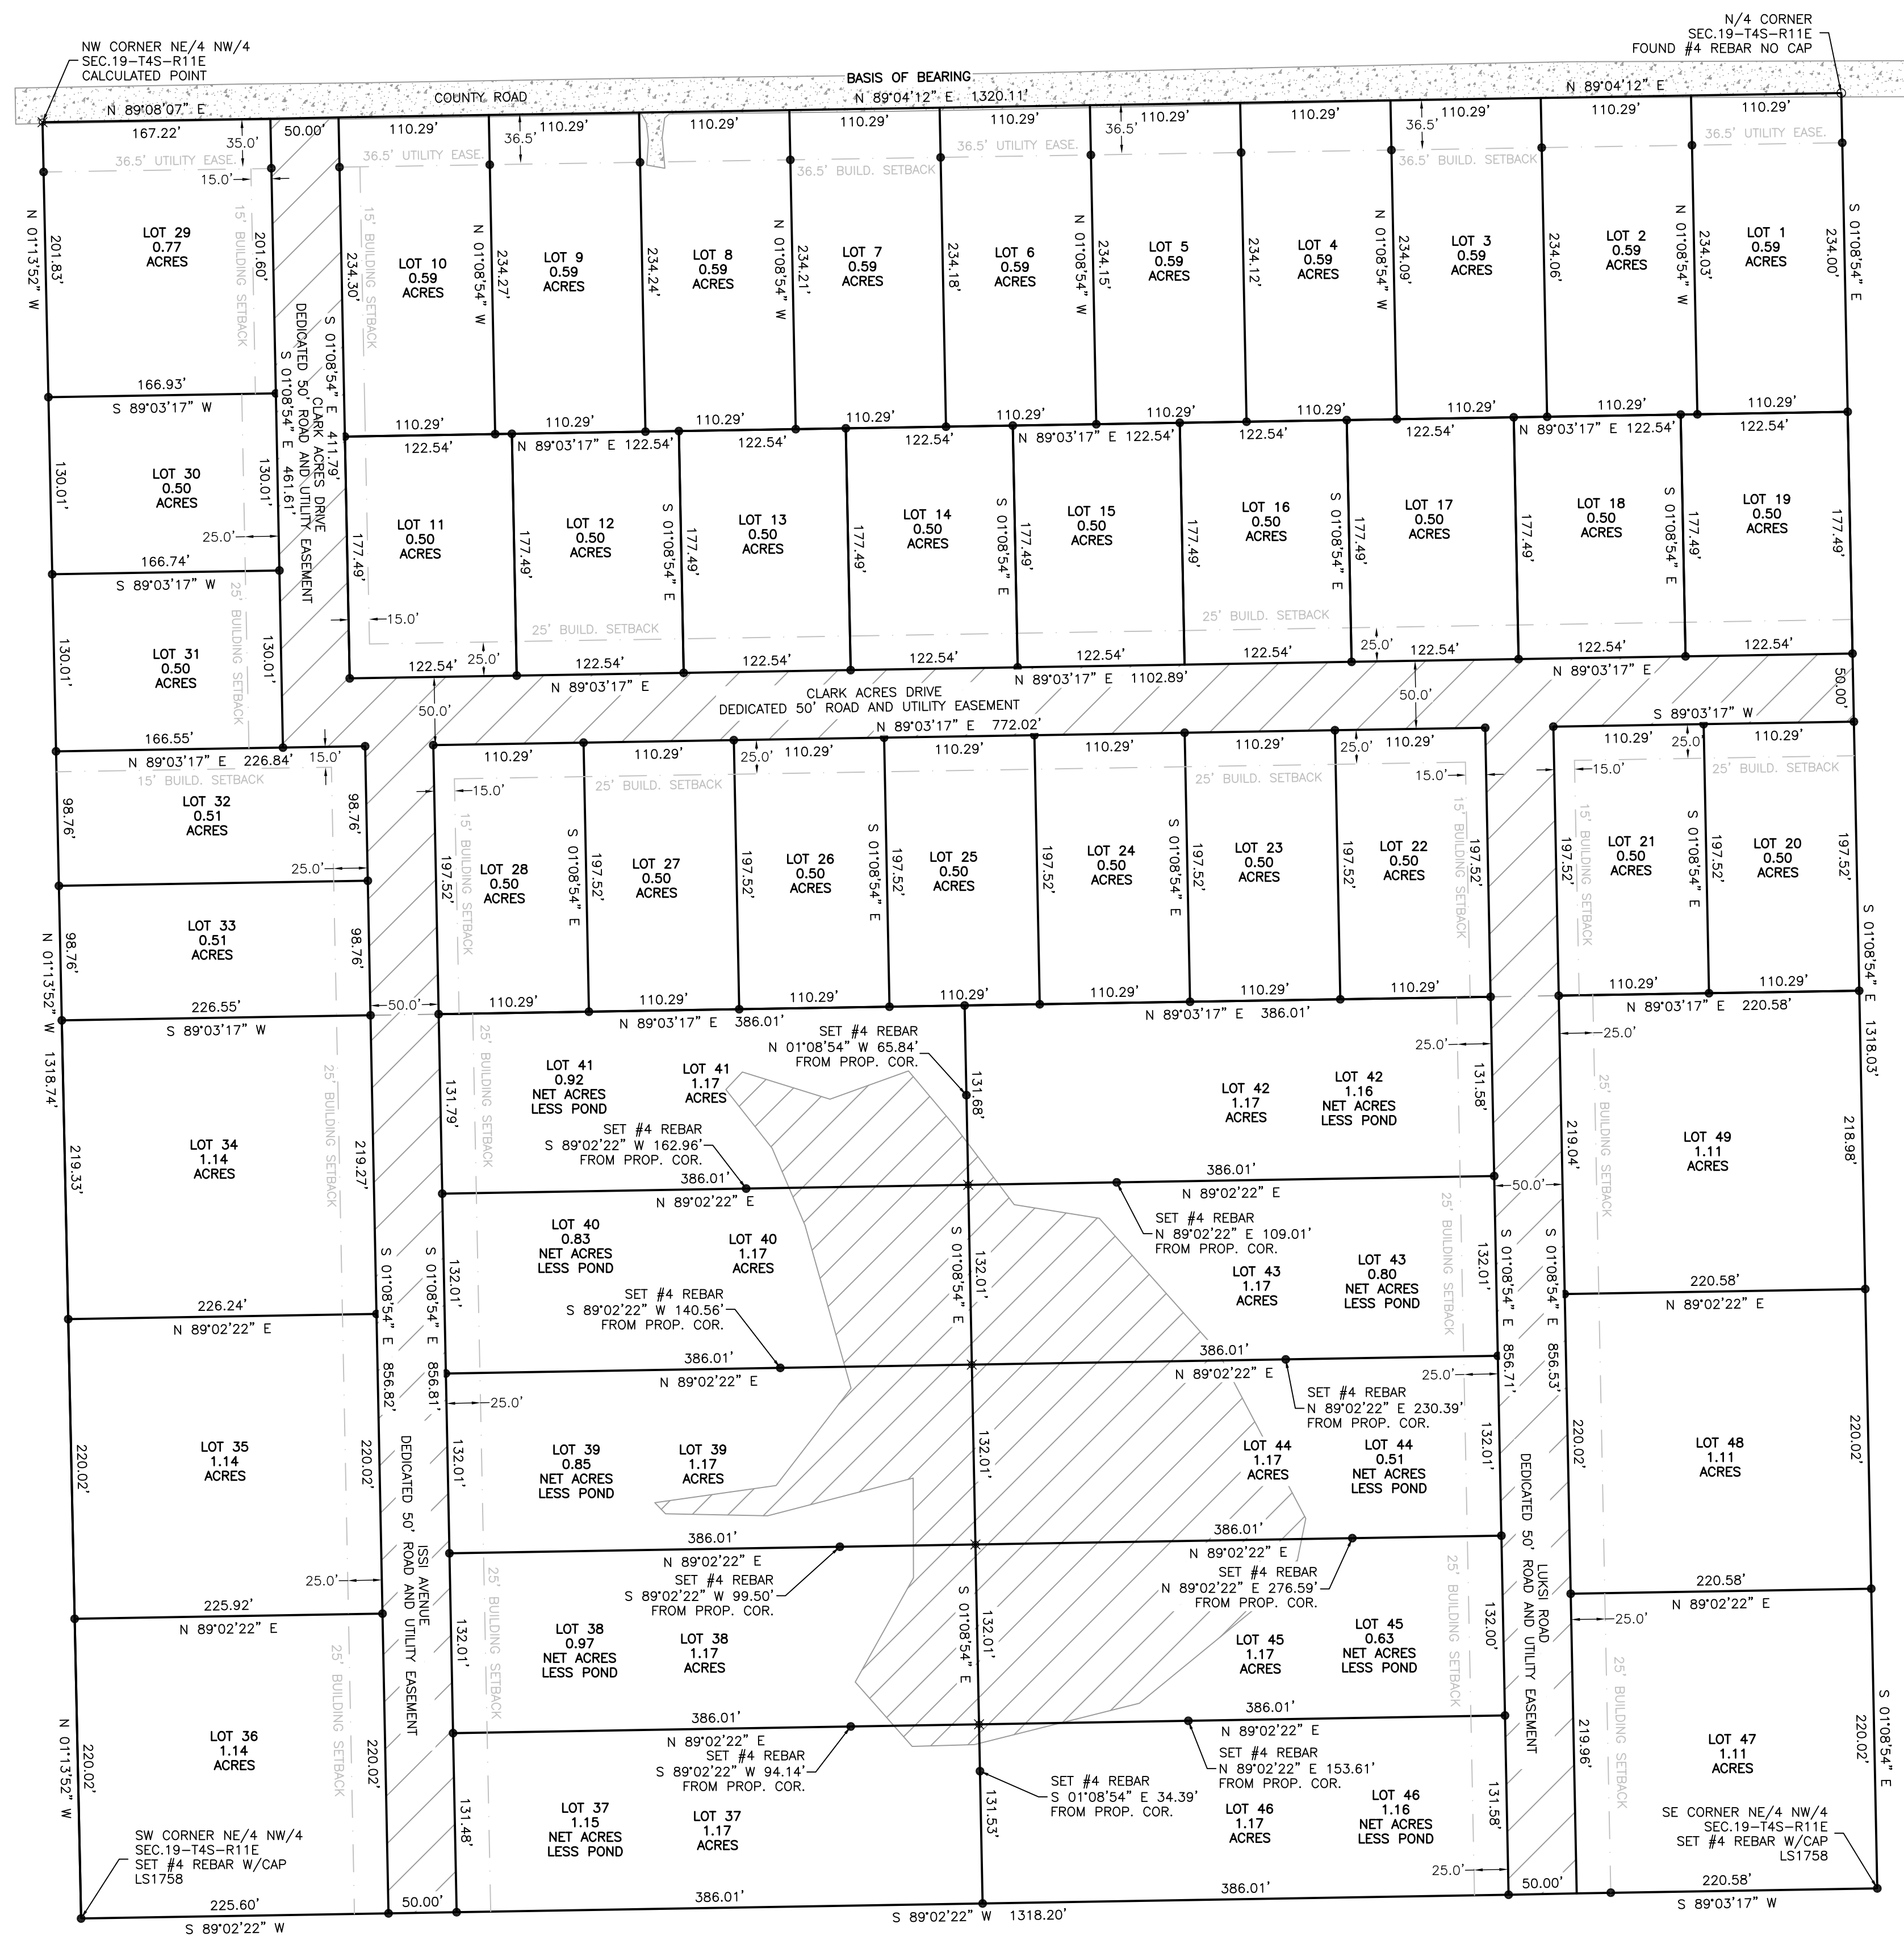 NW CORNER NE/4 NW/4
SEC.19-T4S-R11E
CALCULATED POINT
N/4 CORNER
SEC.19-T4S-R11E
FOUND #4 REBAR NO CAP
BASIS OF BEARING
N 89°08'07" E
COUNTY ROAD
N 89°04'12" E 1320.11'
N 89°04'12" E
167.22'
50.00'
110.29'
110.29'
110.29'
110.29'
110.29'
110.29'
110.29'
110.29'
110.29'
110.29'
35.0'
36.5'
36.5'
36.5'
36.5' UTILITY EASE.
36.5' UTILITY EASE.
36.5' BUILD. SETBACK
36.5' UTILITY EASE.
36.5' BUILD. SETBACK
36.5' UTILITY EASE.
15.0'
N 01°13'52" W
201.83'
LOT 29
0.77
ACRES
15' BUILDING SETBACK
201.60'
234.30'
15' BUILDING SETBACK
LOT 10
0.59
ACRES
N 01°08'54" W
234.27'
LOT 9
0.59
ACRES
234.24'
LOT 8
0.59
ACRES
N 01°08'54" W
234.21'
LOT 7
0.59
ACRES
234.18'
LOT 6
0.59
ACRES
N 01°08'54" W
234.15'
LOT 5
0.59
ACRES
234.12'
LOT 4
0.59
ACRES
N 01°08'54" W
234.09'
LOT 3
0.59
ACRES
234.06'
LOT 2
0.59
ACRES
N 01°08'54" W
234.03'
LOT 1
0.59
ACRES
234.00'
S 01°08'54" E
S 01°08'54" E 411.79'
CLARK ACRES DRIVE
DEDICATED 50' ROAD AND UTILITY EASEMENT
S 01°08'54" E 461.61'
166.93'
S 89°03'17" W
110.29'
110.29'
110.29'
110.29'
110.29'
110.29'
110.29'
110.29'
110.29'
122.54'
N 89°03'17" E 122.54'
122.54'
122.54'
N 89°03'17" E 122.54'
122.54'
122.54'
N 89°03'17" E 122.54'
122.54'
130.01'
LOT 30
0.50
ACRES
130.01'
25.0'
166.74'
S 89°03'17" W
LOT 11
0.50
ACRES
177.49'
177.49'
LOT 12
0.50
ACRES
S 01°08'54" E
177.49'
LOT 13
0.50
ACRES
177.49'
LOT 14
0.50
ACRES
S 01°08'54" E
177.49'
LOT 15
0.50
ACRES
177.49'
LOT 16
0.50
ACRES
S 01°08'54" E
177.49'
LOT 17
0.50
ACRES
177.49'
LOT 18
0.50
ACRES
S 01°08'54" E
177.49'
LOT 19
0.50
ACRES
177.49'
130.01'
LOT 31
0.50
ACRES
25' BUILDING SETBACK
130.01'
15.0'
25' BUILD. SETBACK
25' BUILD. SETBACK
25.0'
25.0'
122.54'
122.54'
122.54'
122.54'
122.54'
122.54'
122.54'
122.54'
122.54'
N 89°03'17" E
N 89°03'17" E 1102.89'
N 89°03'17" E
50.0'
CLARK ACRES DRIVE
DEDICATED 50' ROAD AND UTILITY EASEMENT
50.0'
50.00'
N 89°03'17" E 772.02'
S 89°03'17" W
166.55'
N 89°03'17" E 226.84'
15.0'
15' BUILD. SETBACK
110.29'
110.29'
110.29'
110.29'
110.29'
110.29'
110.29'
110.29'
110.29'
25.0'
25.0'
25.0'
15.0'
25' BUILD. SETBACK
25' BUILD. SETBACK
15.0'
15.0'
25' BUILD. SETBACK
98.76'
LOT 32
0.51
ACRES
98.76'
25.0'
197.52'
15' BUILDING SETBACK
LOT 28
0.50
ACRES
S 01°08'54" E
197.52'
LOT 27
0.50
ACRES
197.52'
LOT 26
0.50
ACRES
S 01°08'54" E
197.52'
LOT 25
0.50
ACRES
197.52'
LOT 24
0.50
ACRES
S 01°08'54" E
197.52'
LOT 23
0.50
ACRES
197.52'
LOT 22
0.50
ACRES
15' BUILDING SETBACK
197.52'
197.52'
15' BUILDING SETBACK
LOT 21
0.50
ACRES
S 01°08'54" E
197.52'
LOT 20
0.50
ACRES
197.52'
98.76'
LOT 33
0.51
ACRES
98.76'
N 01°13'52" W 1318.74'
226.55'
S 89°03'17" W
50.0'
110.29'
110.29'
110.29'
110.29'
110.29'
110.29'
110.29'
110.29'
110.29'
N 89°03'17" E 386.01'
N 89°03'17" E 386.01'
N 89°03'17" E 220.58'
S 01°08'54" E 1318.03'
SET #4 REBAR
N 01°08'54" W 65.84'
FROM PROP. COR.
25.0'
25.0'
131.79'
25' BUILDING SETBACK
LOT 41
0.92
NET ACRES
LESS POND
LOT 41
1.17
ACRES
131.68'
LOT 42
1.17
ACRES
LOT 42
1.16
NET ACRES
LESS POND
131.58'
219.04'
25' BUILDING SETBACK
LOT 49
1.11
ACRES
218.98'
219.33'
LOT 34
1.14
ACRES
25' BUILDING SETBACK
219.27'
SET #4 REBAR
S 89°02'22" W 162.96'
FROM PROP. COR.
386.01'
N 89°02'22" E
386.01'
N 89°02'22" E
50.0'
SET #4 REBAR
N 89°02'22" E 109.01'
FROM PROP. COR.
LOT 40
0.83
NET ACRES
LESS POND
LOT 40
1.17
ACRES
S 01°08'54" E
132.01'
132.01'
LOT 43
1.17
ACRES
LOT 43
0.80
NET ACRES
LESS POND
25' BUILDING SETBACK
132.01'
S 01°08'54" E 856.82'
S 01°08'54" E 856.81'
S 01°08'54" E 856.71'
S 01°08'54" E 856.53'
226.24'
N 89°02'22" E
220.58'
N 89°02'22" E
SET #4 REBAR
S 89°02'22" W 140.56'
FROM PROP. COR.
386.01'
N 89°02'22" E
386.01'
N 89°02'22" E
25.0'
25.0'
SET #4 REBAR
N 89°02'22" E 230.39'
FROM PROP. COR.
220.02'
LOT 35
1.14
ACRES
220.02'
132.01'
LOT 39
0.85
NET ACRES
LESS POND
LOT 39
1.17
ACRES
132.01'
LOT 44
1.17
ACRES
LOT 44
0.51
NET ACRES
LESS POND
132.01'
220.02'
LOT 48
1.11
ACRES
220.02'
ISSI AVENUE
DEDICATED 50' ROAD AND UTILITY EASEMENT
LUKSI ROAD
DEDICATED 50' ROAD AND UTILITY EASEMENT
386.01'
N 89°02'22" E
386.01'
N 89°02'22" E
SET #4 REBAR
S 89°02'22" W 99.50'
FROM PROP. COR.
SET #4 REBAR
N 89°02'22" E 276.59'
FROM PROP. COR.
25.0'
225.92'
N 89°02'22" E
220.58'
N 89°02'22" E
25.0'
25' BUILDING SETBACK
132.01'
LOT 38
0.97
NET ACRES
LESS POND
LOT 38
1.17
ACRES
S 01°08'54" E
132.01'
LOT 45
1.17
ACRES
LOT 45
0.63
NET ACRES
LESS POND
25' BUILDING SETBACK
132.00'
25' BUILDING SETBACK
N 01°13'52" W
220.02'
LOT 36
1.14
ACRES
25' BUILDING SETBACK
220.02'
386.01'
N 89°02'22" E
386.01'
N 89°02'22" E
SET #4 REBAR
S 89°02'22" W 94.14'
FROM PROP. COR.
SET #4 REBAR
N 89°02'22" E 153.61'
FROM PROP. COR.
SET #4 REBAR
S 01°08'54" E 34.39'
FROM PROP. COR.
219.96'
LOT 47
1.11
ACRES
220.02'
S 01°08'54" E
131.48'
LOT 37
1.15
NET ACRES
LESS POND
LOT 37
1.17
ACRES
131.53'
LOT 46
1.17
ACRES
LOT 46
1.16
NET ACRES
LESS POND
131.58'
25.0'
SW CORNER NE/4 NW/4
SEC.19-T4S-R11E
SET #4 REBAR W/CAP
LS1758
SE CORNER NE/4 NW/4
SEC.19-T4S-R11E
SET #4 REBAR W/CAP
LS1758
225.60'
50.00'
386.01'
386.01'
50.00'
220.58'
S 89°02'22" W
S 89°02'22" W 1318.20'
S 89°03'17" W